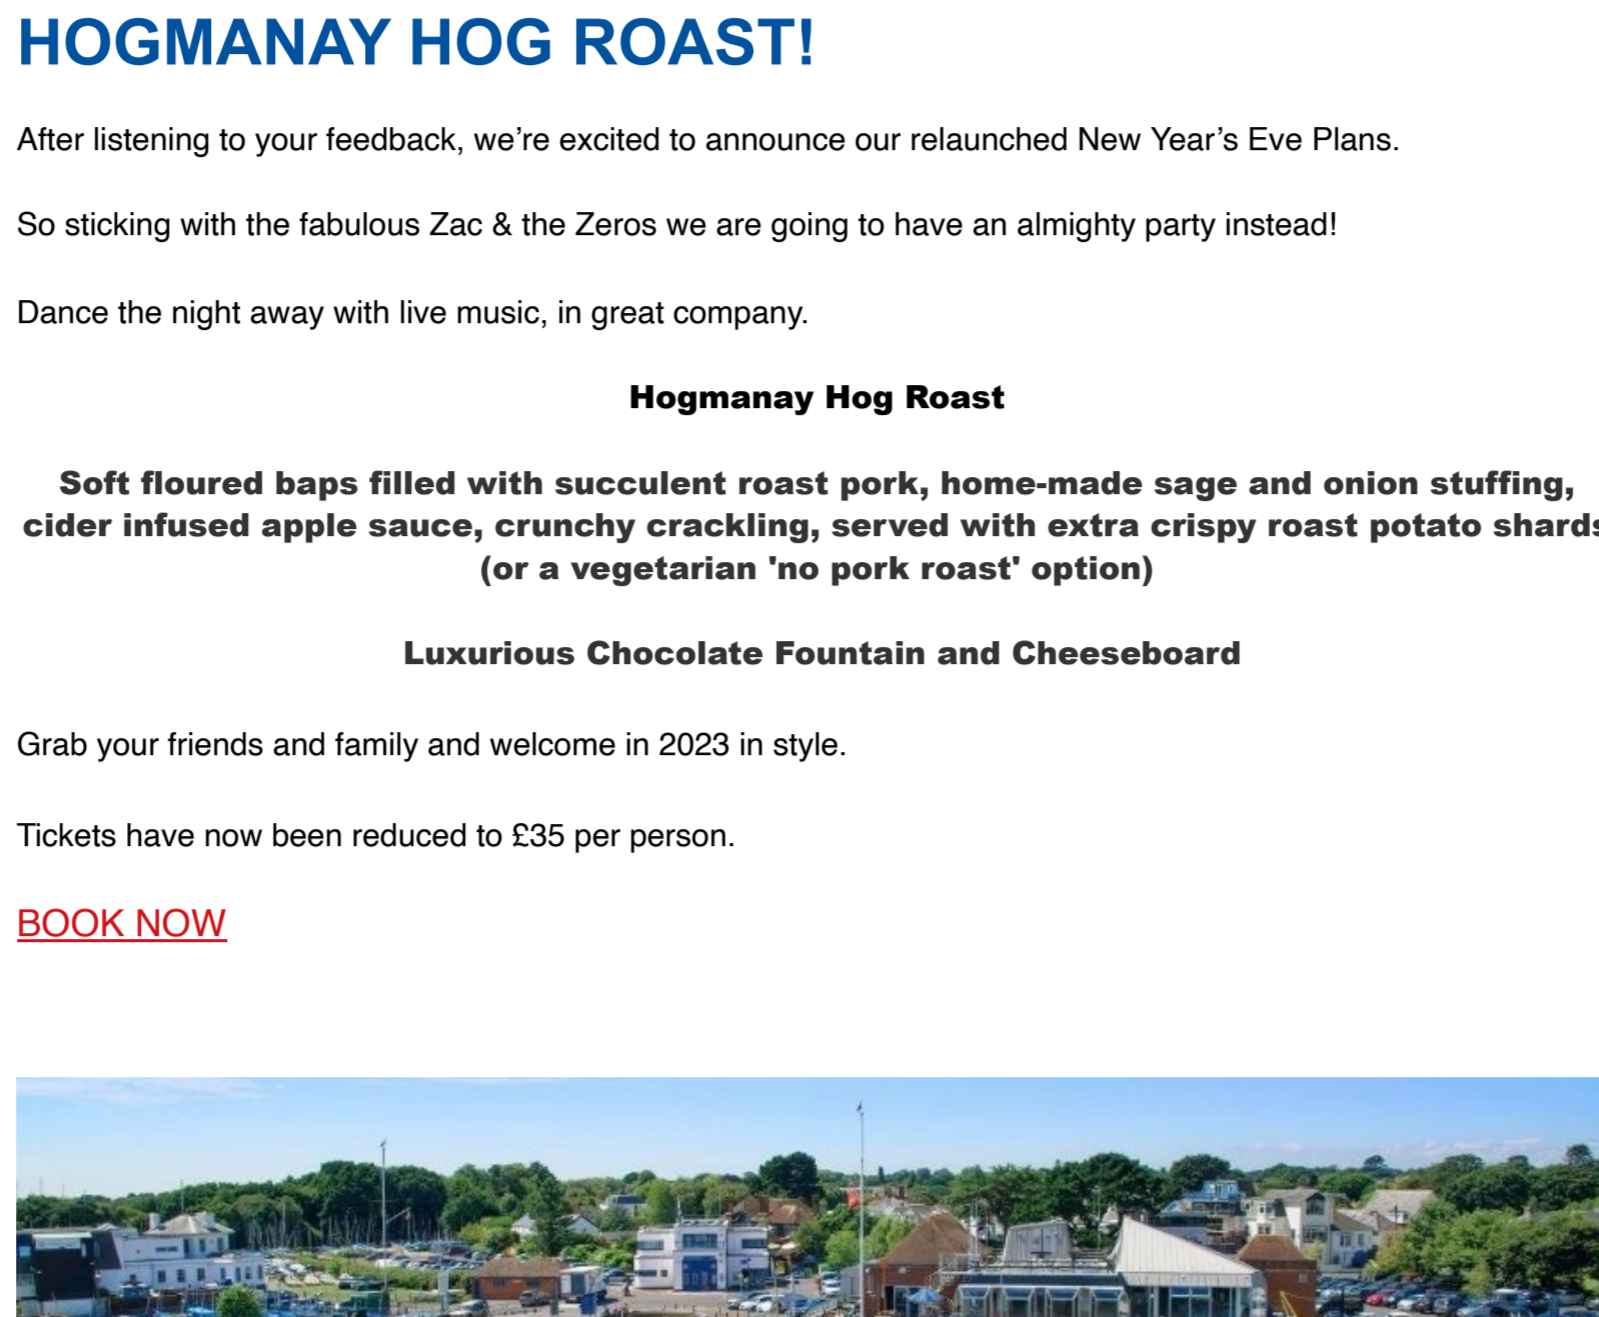 HOGMANAY HOG ROAST!
After listening to your feedback, we’re excited to announce our relaunched New Year’s Eve Plans.
So sticking with the fabulous Zac & the Zeros we are going to have an almighty party instead!
Dance the night away with live music, in great company.
Hogmanay Hog Roast
Soft floured baps filled with succulent roast pork, home-made sage and onion stuffing,
cider infused apple sauce, crunchy crackling, served with extra crispy roast potato shards
(or a vegetarian 'no pork roast' option)
Luxurious Chocolate Fountain and Cheeseboard
Grab your friends and family and welcome in 2023 in style.
Tickets have now been reduced to £35 per person.
BOOK NOW